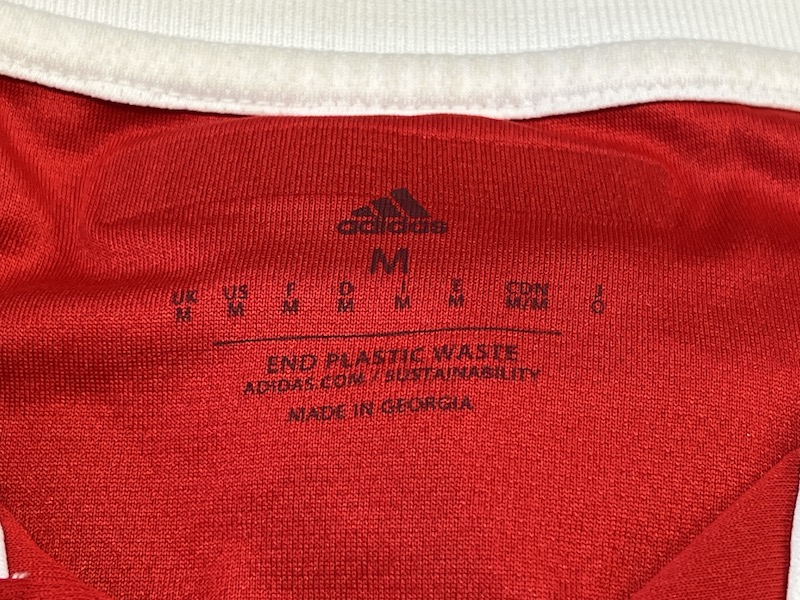 adidas
M
UK US F D I E CDN J
M M M M M M M/M O
END PLASTIC WASTE
ADIDAS.COM / SUSTAINABILITY
MADE IN GEORGIA